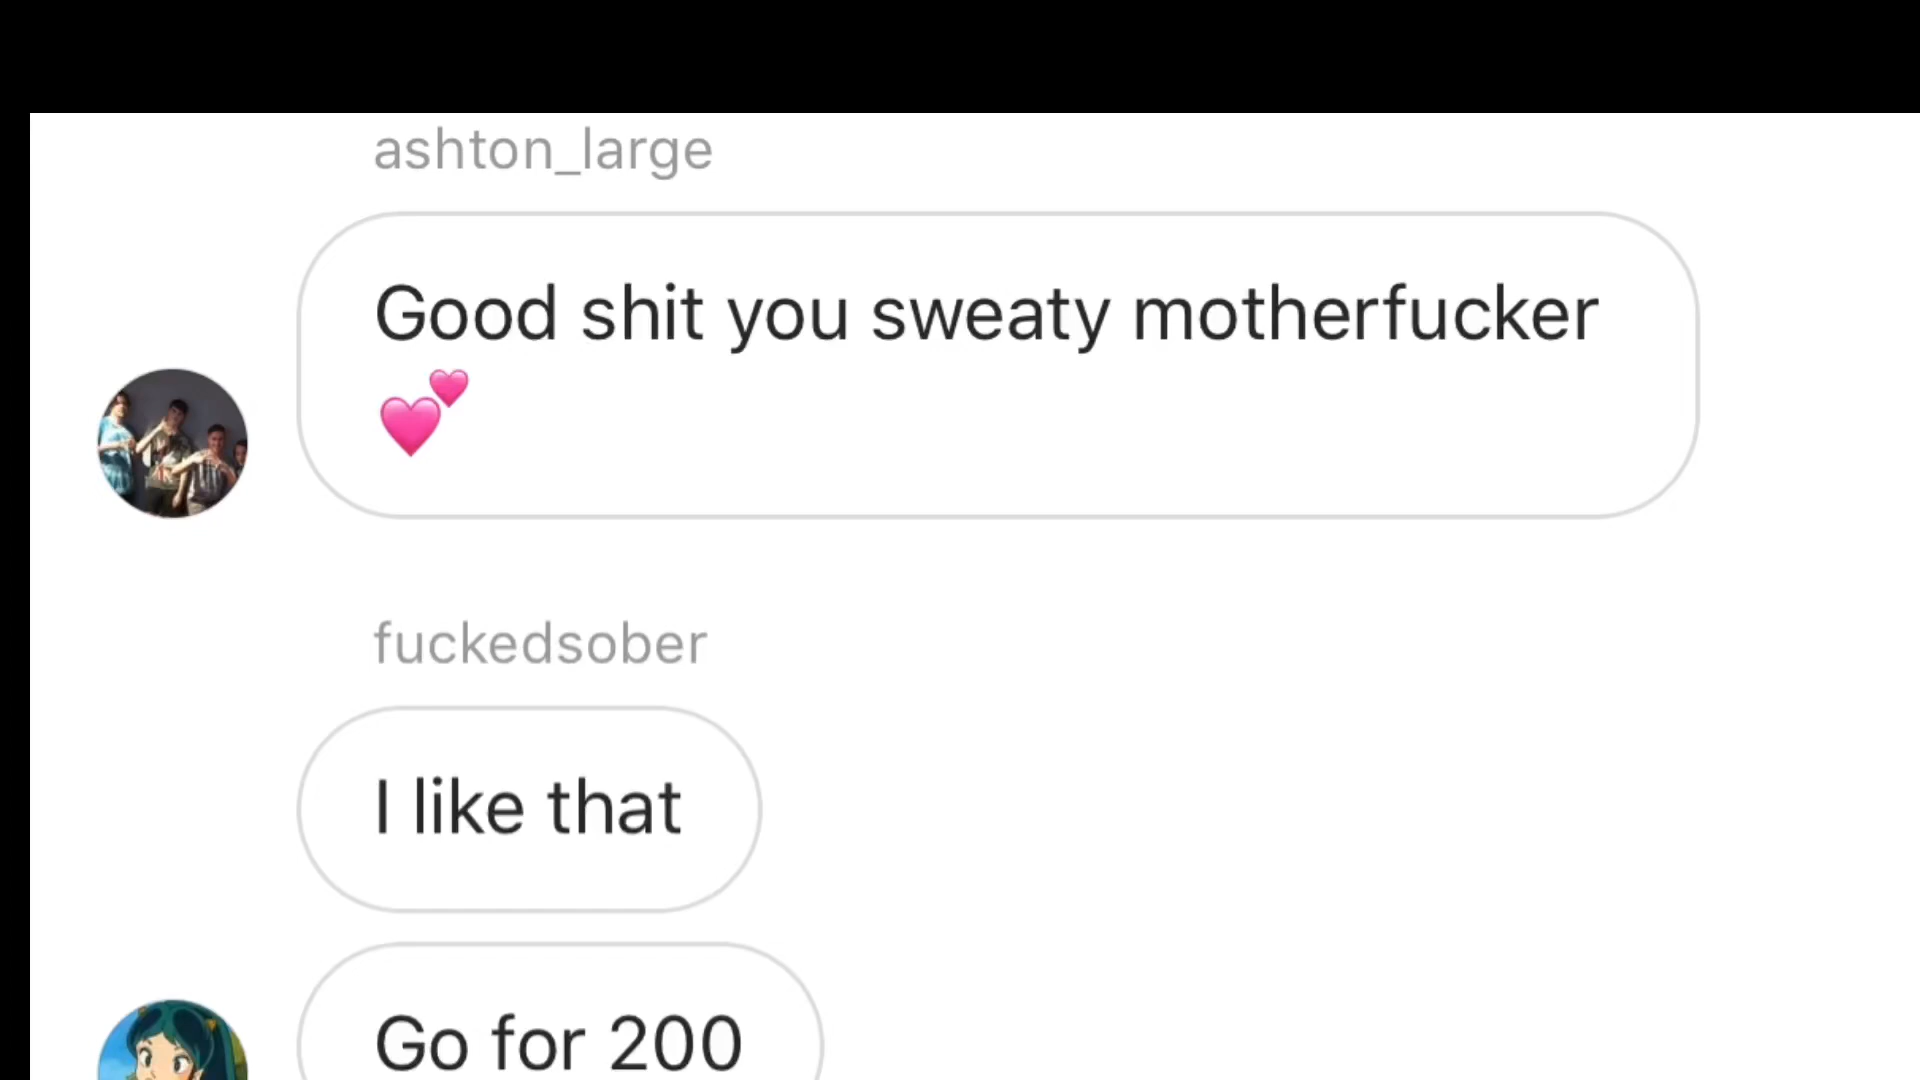 ashton_large
Good shit you sweaty motherfucker
💕
fuckedsober
I like that
Go for 200